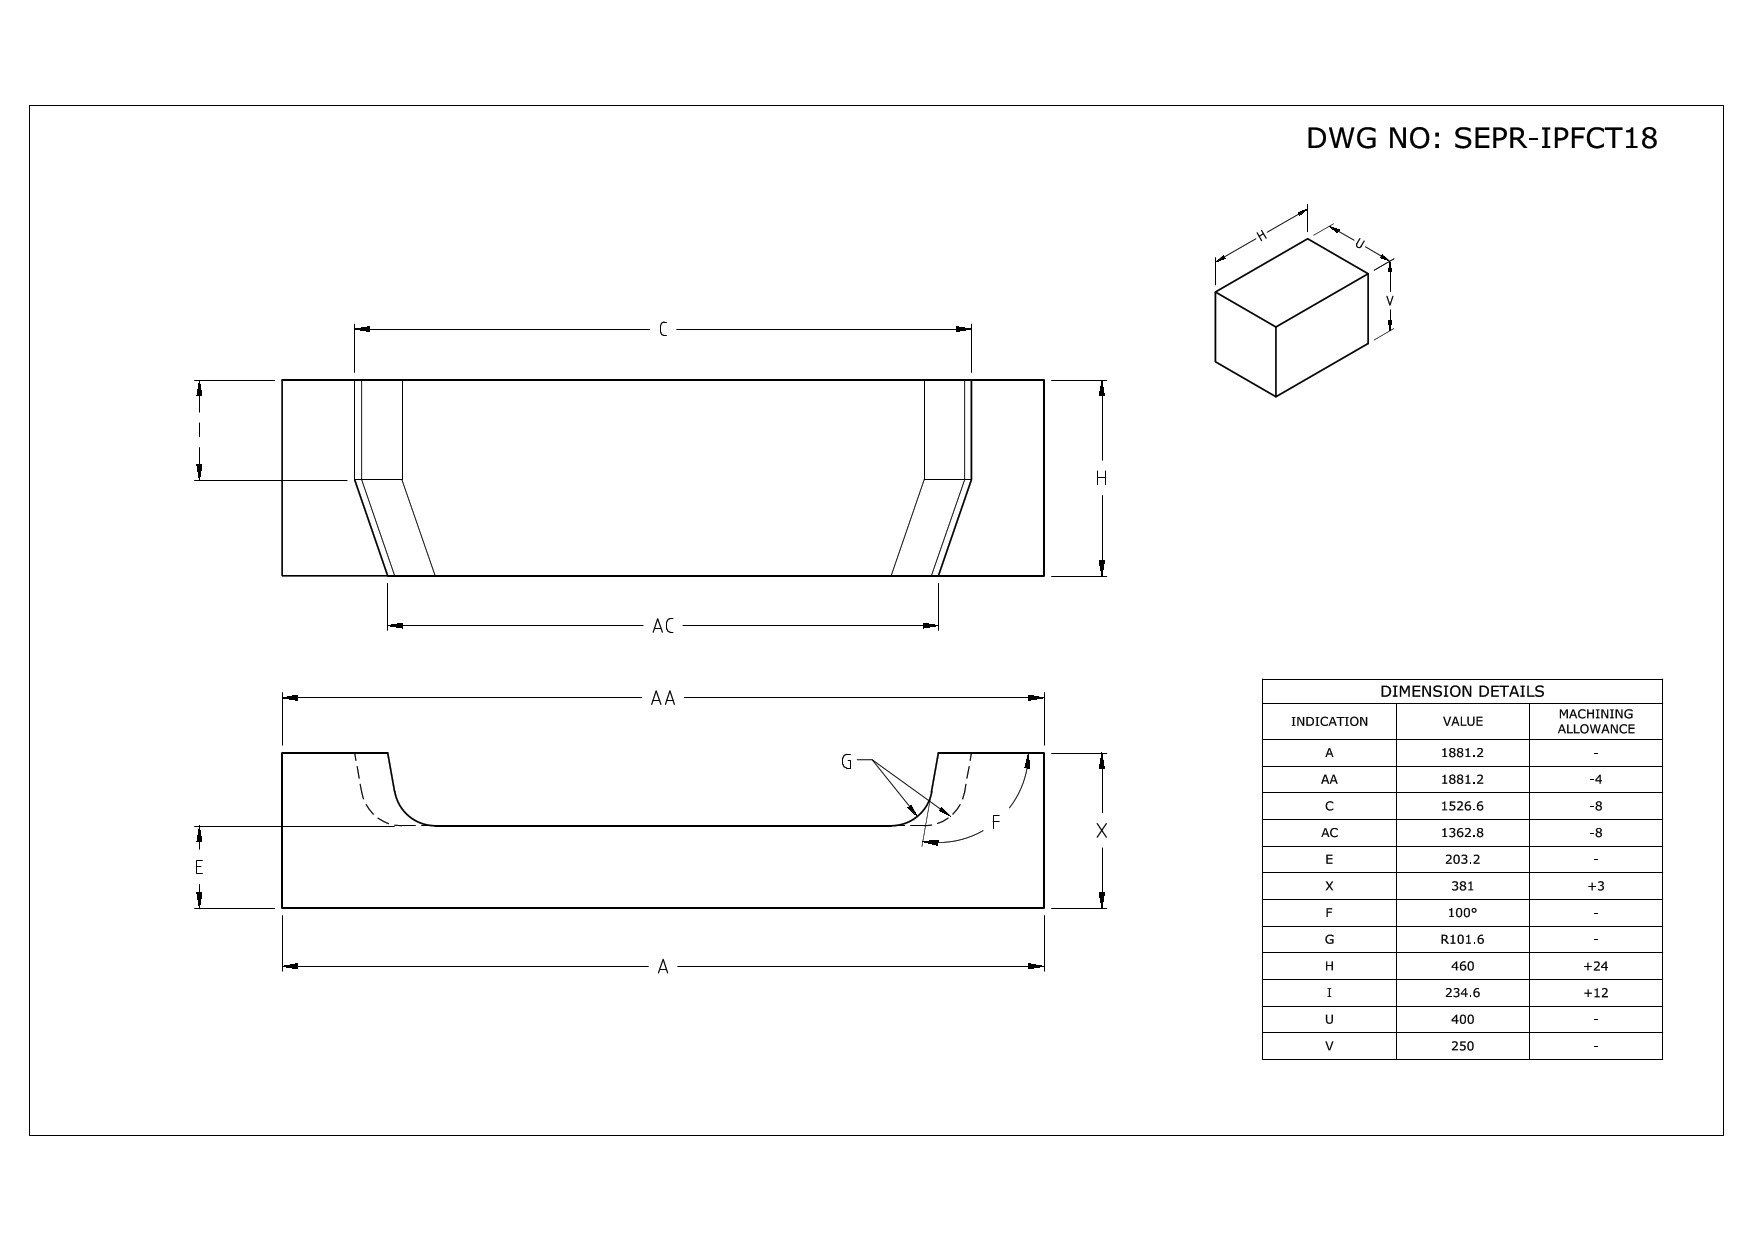 DWG NO: SEPR-IPFCT18
H
U
V
C
I
H
AC
AA
G
F
E
X
A
DIMENSION DETAILS
INDICATION VALUE MACHINING ALLOWANCE
A 1881.2 -
AA 1881.2 -4
C 1526.6 -8
AC 1362.8 -8
E 203.2 -
X 381 +3
F 100° -
G R101.6 -
H 460 +24
I 234.6 +12
U 400 -
V 250 -